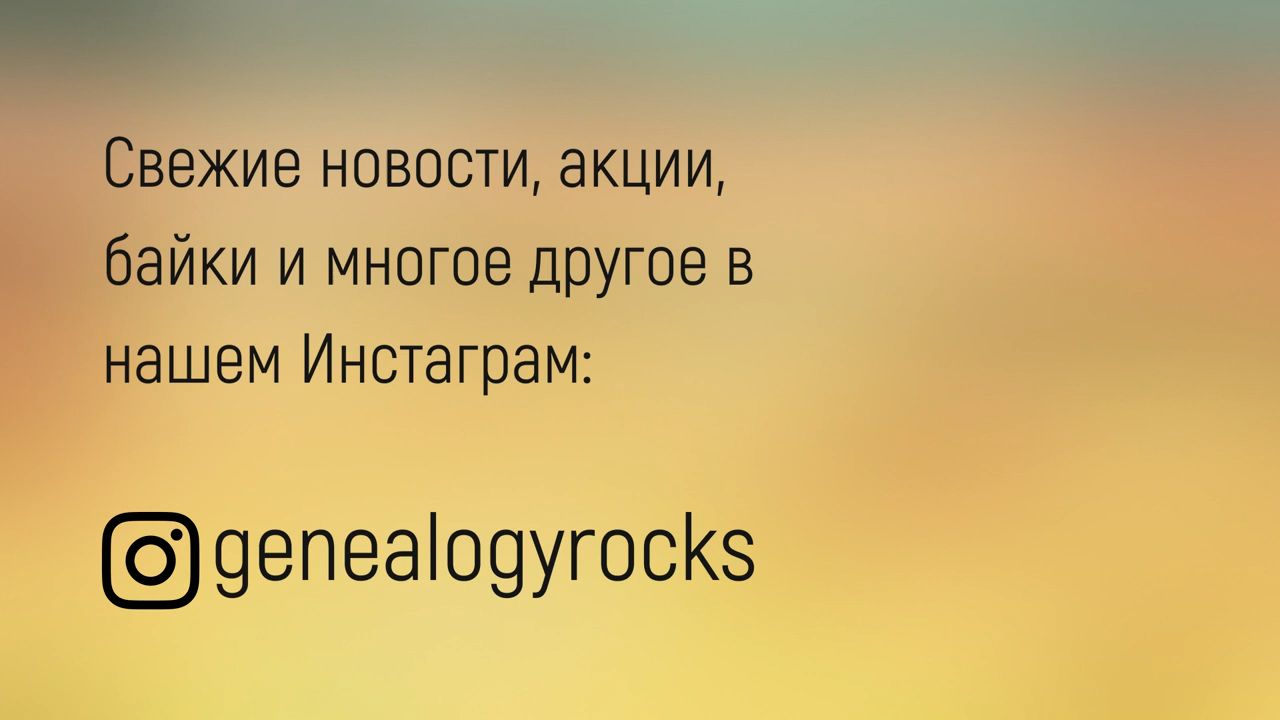 Свежие новости, акции,
байки и многое другое в
нашем Инстаграм:
genealogyrocks